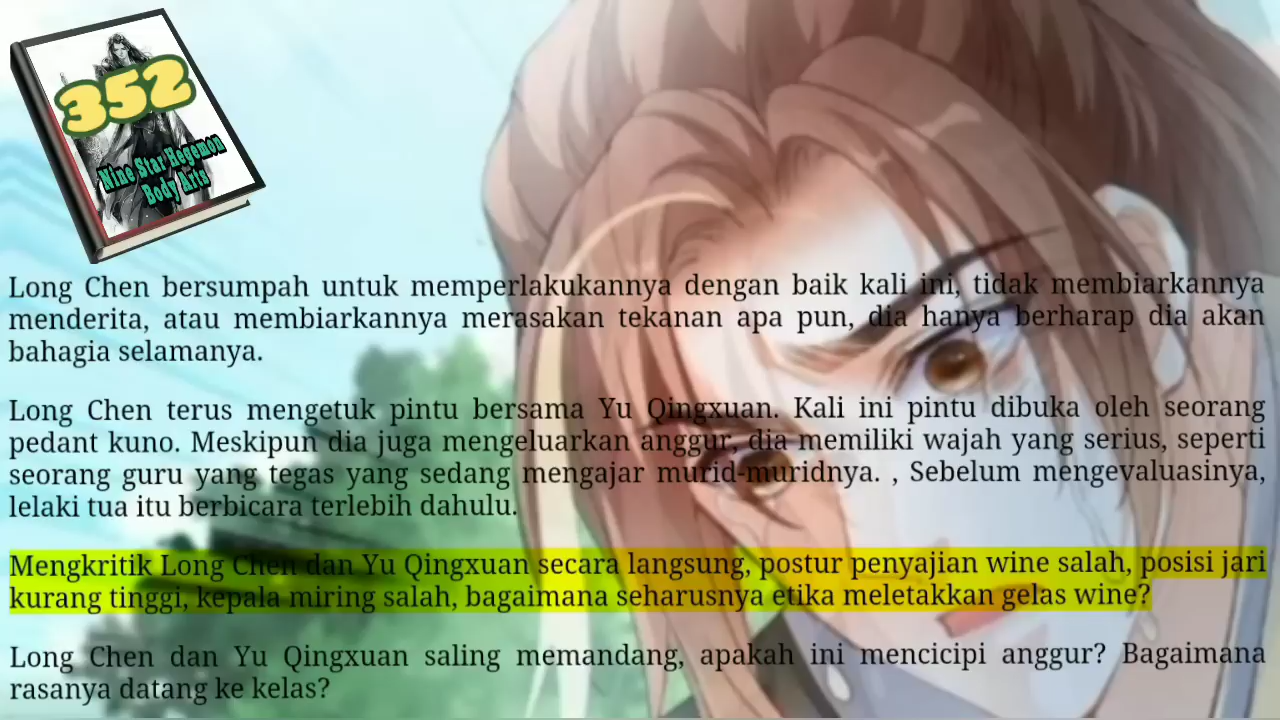 352
Nine Star Hegemon
Body Arts
Long Chen bersumpah untuk memperlakukannya dengan baik kali ini, tidak membiarkannya
menderita, atau membiarkannya merasakan tekanan apa pun, dia hanya berharap dia akan
bahagia selamanya.
Long Chen terus mengetuk pintu bersama Yu Qingxuan. Kali ini pintu dibuka oleh seorang
pedant kuno. Meskipun dia juga mengeluarkan anggur, dia memiliki wajah yang serius, seperti
seorang guru yang tegas yang sedang mengajar murid-muridnya. , Sebelum mengevaluasinya,
lelaki tua itu berbicara terlebih dahulu.
Mengkritik Long Chen dan Yu Qingxuan secara langsung, postur penyajian wine salah, posisi jari
kurang tinggi, kepala miring salah, bagaimana seharusnya etika meletakkan gelas wine?
Long Chen dan Yu Qingxuan saling memandang, apakah ini mencicipi anggur? Bagaimana
rasanya datang ke kelas?